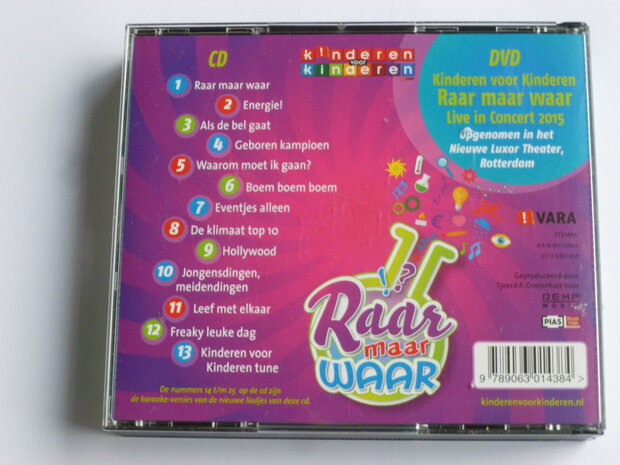 CD
k!nderen
voor
kinderen
1 Raar maar waar
2 Energie!
3 Als de bel gaat
4 Geboren kampioen
5 Waarom moet ik gaan?
6 Boem boem boem
7 Eventjes alleen
8 De klimaat top 10
9 Hollywood
10 Jongensdingen,
meidendingen
11 Leef met elkaar
12 Freaky leuke dag
13 Kinderen voor
Kinderen tune
De nummers 14 t/m 25 op de cd zijn
de karaoke-versies van de nieuwe liedjes van deze cd.
DVD
Kinderen voor Kinderen
Raar maar waar
Live in Concert 2015
opgenomen in het
Nieuwe Luxor Theater,
Rotterdam
123
!VARA
STEMRA
Geproduceerd door
Tjeerd P. Oosterhuis voor
MUSIC
PIAS
!?
Raar
maar
WAAR
9 789063 014384 >
kinderenvoorkinderen.nl